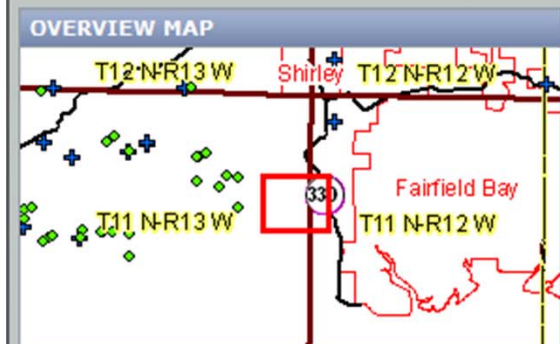 OVERVIEW MAP
T12 N-R13 W
Shirley
T12 N-R12 W
330
Fairfield Bay
T11 N-R13 W
T11 N-R12 W